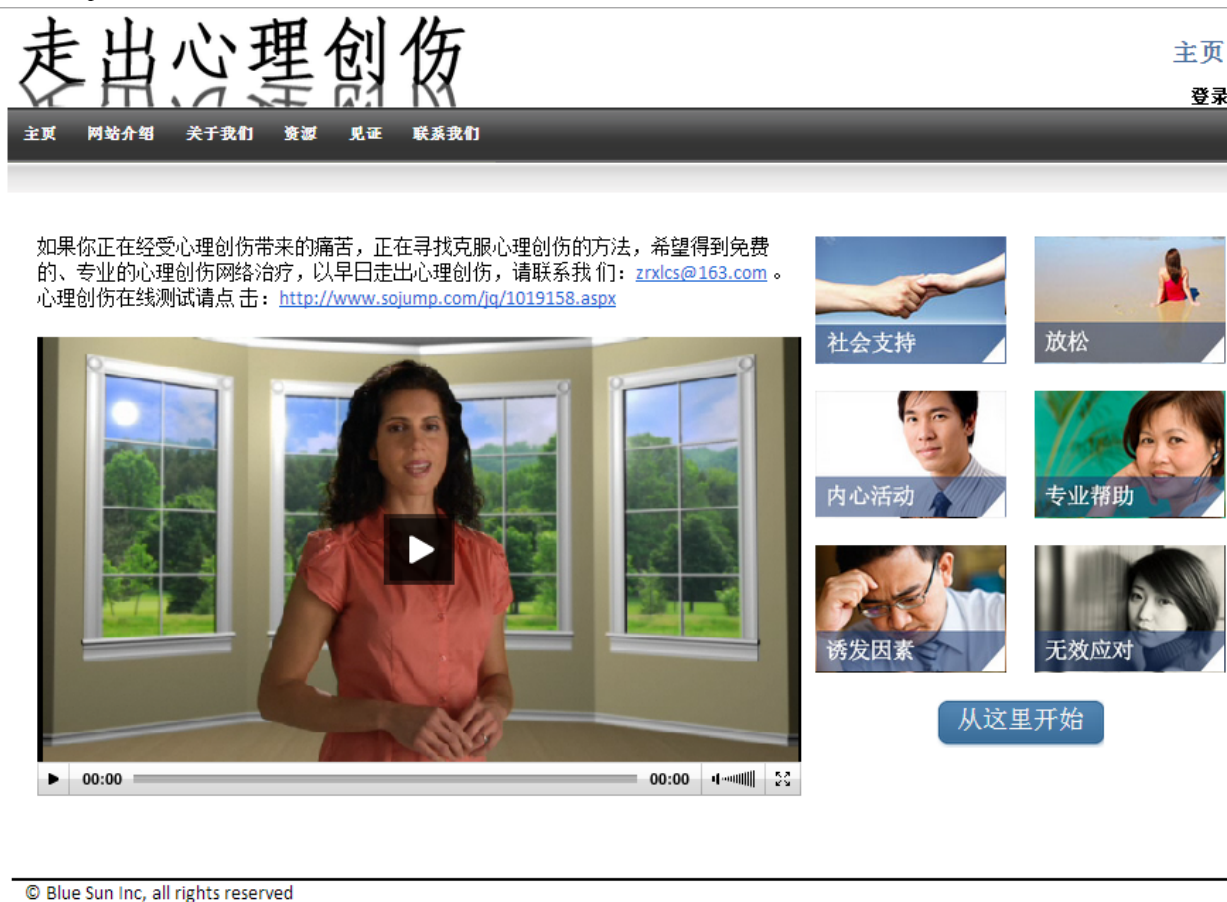 走出心理创伤
主页
登录
主页 网站介绍 关于我们 资源 见证 联系我们
如果你正在经受心理创伤带来的痛苦，正在寻找克服心理创伤的方法，希望得到免费
的、专业的心理创伤网络治疗，以早日走出心理创伤，请联系我 们：zrxlcs@163.com 。
心理创伤在线测试请点 击：http://www.sojump.com/jq/1019158.aspx
社会支持
放松
内心活动
专业帮助
诱发因素
无效应对
从这里开始
00:00 00:00
© Blue Sun Inc, all rights reserved